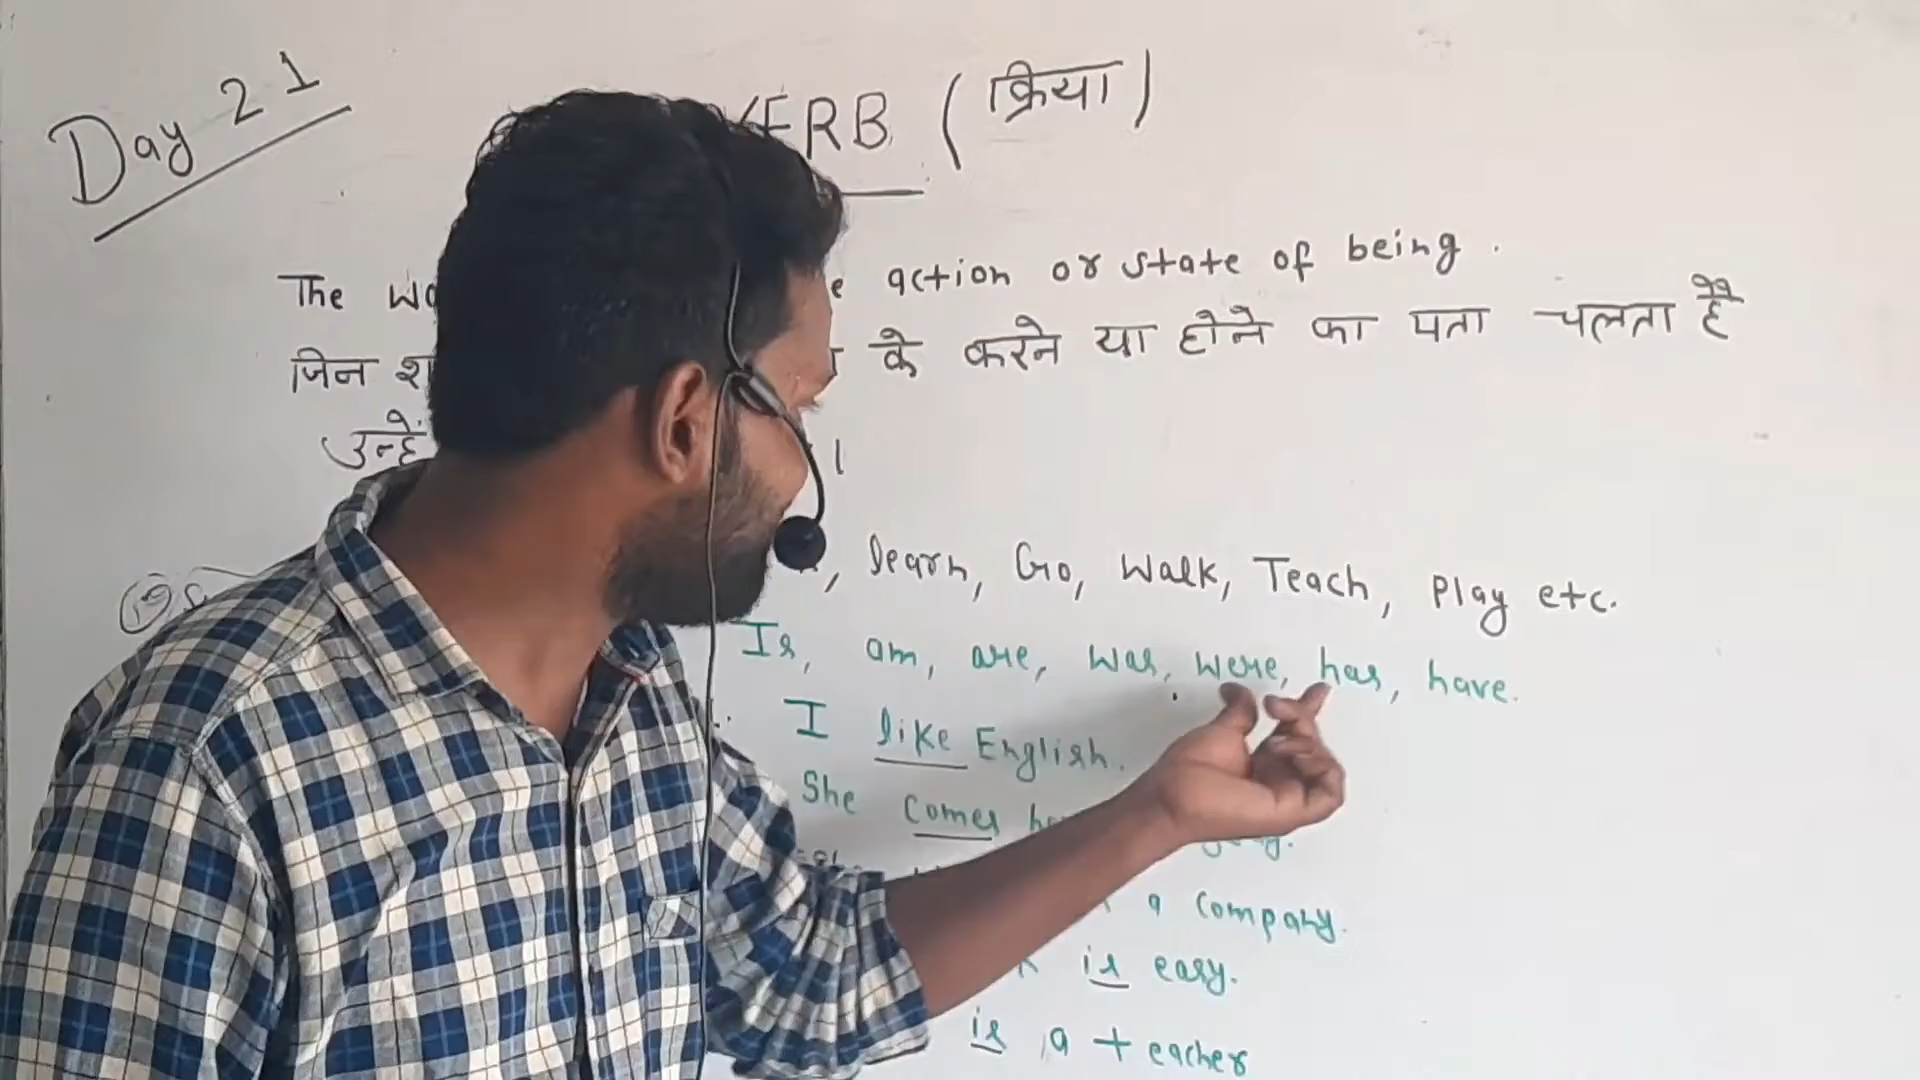 Day 21
VERB (क्रिया)
The action or state of being.
जिन के करने या होने का पता चलता है
उन्हें ।
, learn, Go, Walk, Teach, Play etc.
Is, am, are, was, were, has, have.
I like English.
She comes
a company.
is easy.
is a teacher